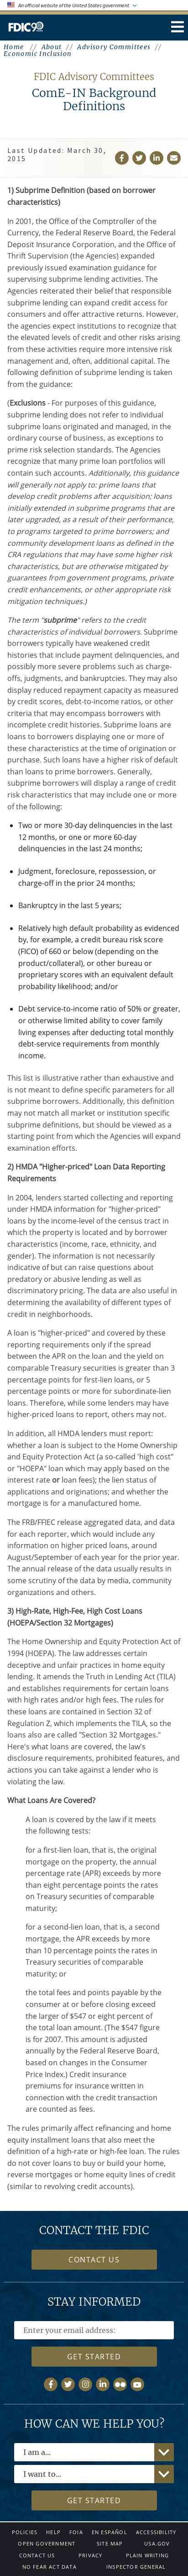 An official website of the United States government
FDIC 90
Home // About // Advisory Committees //
Economic Inclusion
FDIC Advisory Committees
ComE-IN Background
Definitions
Last Updated: March 30,
2015
1) Subprime Definition (based on borrower
characteristics)
In 2001, the Office of the Comptroller of the
Currency, the Federal Reserve Board, the Federal
Deposit Insurance Corporation, and the Office of
Thrift Supervision (the Agencies) expanded
previously issued examination guidance for
supervising subprime lending activities. The
Agencies reiterated their belief that responsible
subprime lending can expand credit access for
consumers and offer attractive returns. However,
the agencies expect institutions to recognize that
the elevated levels of credit and other risks arising
from these activities require more intensive risk
management and, often, additional capital. The
following definition of subprime lending is taken
from the guidance:
(Exclusions - For purposes of this guidance,
subprime lending does not refer to individual
subprime loans originated and managed, in the
ordinary course of business, as exceptions to
prime risk selection standards. The Agencies
recognize that many prime loan portfolios will
contain such accounts. Additionally, this guidance
will generally not apply to: prime loans that
develop credit problems after acquisition; loans
initially extended in subprime programs that are
later upgraded, as a result of their performance,
to programs targeted to prime borrowers; and
community development loans as defined in the
CRA regulations that may have some higher risk
characteristics, but are otherwise mitigated by
guarantees from government programs, private
credit enhancements, or other appropriate risk
mitigation techniques.)
The term "subprime" refers to the credit
characteristics of individual borrowers. Subprime
borrowers typically have weakened credit
histories that include payment delinquencies, and
possibly more severe problems such as charge-
offs, judgments, and bankruptcies. They may also
display reduced repayment capacity as measured
by credit scores, debt-to-income ratios, or other
criteria that may encompass borrowers with
incomplete credit histories. Subprime loans are
loans to borrowers displaying one or more of
these characteristics at the time of origination or
purchase. Such loans have a higher risk of default
than loans to prime borrowers. Generally,
subprime borrowers will display a range of credit
risk characteristics that may include one or more
of the following:
• Two or more 30-day delinquencies in the last
12 months, or one or more 60-day
delinquencies in the last 24 months;
• Judgment, foreclosure, repossession, or
charge-off in the prior 24 months;
• Bankruptcy in the last 5 years;
• Relatively high default probability as evidenced
by, for example, a credit bureau risk score
(FICO) of 660 or below (depending on the
product/collateral), or other bureau or
proprietary scores with an equivalent default
probability likelihood; and/or
• Debt service-to-income ratio of 50% or greater,
or otherwise limited ability to cover family
living expenses after deducting total monthly
debt-service requirements from monthly
income.
This list is illustrative rather than exhaustive and
is not meant to define specific parameters for all
subprime borrowers. Additionally, this definition
may not match all market or institution specific
subprime definitions, but should be viewed as a
starting point from which the Agencies will expand
examination efforts.
2) HMDA "Higher-priced" Loan Data Reporting
Requirements
In 2004, lenders started collecting and reporting
under HMDA information for "higher-priced"
loans and the income-level of the census tract in
which the property is located and by borrower
characteristics (income, race, ethnicity, and
gender). The information is not necessarily
indicative of but can raise questions about
predatory or abusive lending as well as
discriminatory pricing. The data are also useful in
determining the availability of different types of
credit in neighborhoods.
A loan is "higher-priced" and covered by reporting
requirements when the rate spread is equal to
between the APR on the loan and the yield on
comparable Treasury securities is greater than 3
percentage points for first-lien loans, or 5
percentage points or more for subordinate-lien
loans. While prime, sometimes low lenders may have
higher-priced loans to report, many will not.
In addition, all HMDA lenders must report:
whether a loan is subject to the Home Ownership
and Equity Protection Act (a so-called 'high cost"
or "HOEPA" loan which may apply based on the
interest rate or loan fees); the lien status of
applications and originations; and whether the
mortgage is for a manufactured home.
The FRB/FFIEC release aggregated data, and data
for each reporter, which would include any
information on higher priced loans, around
August/September of each year for the prior year.
The annual release of the data usually results in
some scrutiny of the data by media, community
organizations and others.
3) High-Rate, High-Fee, High Cost Loans
(HOEPA/Section 32 Mortgages)
The Home Ownership and Equity Protection Act of
1994 (HOEPA). The law addresses certain
deceptive and unfair practices in home equity
lending. It amends the Truth in Lending Act (TILA)
and establishes requirements for certain loans
with high rates and/or high fees. The rules for
these loans are contained in Section 32 of
Regulation Z, which implements the TILA, so the
loans also are called "Section 32 Mortgages."
Here's what loans are covered, the law's
disclosure requirements, prohibited features, and
actions you can take against a lender who is
violating the law.
What Loans Are Covered?
A loan is covered by the law if it meets
the following tests:
for a first-lien loan, that is, the original
mortgage on the property, the annual
percentage rate (APR) exceeds by more
than eight percentage points the rates
on Treasury securities of comparable
maturity;
for a second-lien loan, that is, a second
mortgage, the APR exceeds by more
than 10 percentage points the rates in
Treasury securities of comparable
maturity; or
the total fees and points payable by the
consumer at or before closing exceed
the larger of $547 or eight percent of
the total loan amount. (The $547 figure
is for 2007. This amount is adjusted
annually by the Federal Reserve Board,
based on changes in the Consumer
Price Index.) Credit insurance
premiums for insurance written in
connection with the credit transaction
are counted as fees.
The rules primarily affect refinancing and home
equity installment loans that also meet the
definition of a high-rate or high-fee loan. The rules
do not cover loans to buy or build your home,
reverse mortgages or home equity lines of credit
(similar to revolving credit accounts).
CONTACT THE FDIC
CONTACT US
STAY INFORMED
Enter your email address:
GET STARTED
HOW CAN WE HELP YOU?
I am a...
I want to...
GET STARTED
POLICIES HELP FOIA EN ESPAÑOL ACCESSIBILITY
OPEN GOVERNMENT SITE MAP USA.GOV
CONTACT US PRIVACY PLAIN WRITING
NO FEAR ACT DATA INSPECTOR GENERAL